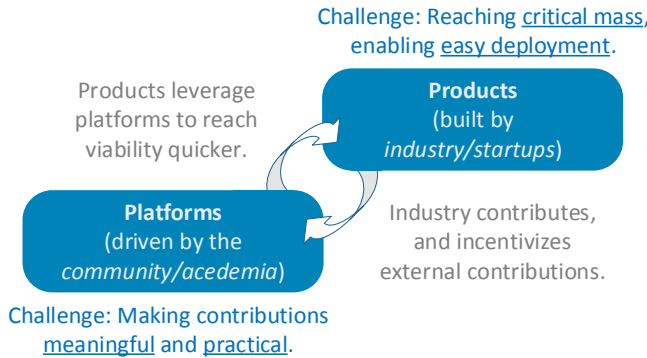 Challenge: Reaching critical mass,
enabling easy deployment.
Products leverage
platforms to reach
viability quicker.
Products
(built by
industry/startups)
Platforms
(driven by the
community/acedemia)
Industry contributes,
and incentivizes
external contributions.
Challenge: Making contributions
meaningful and practical.